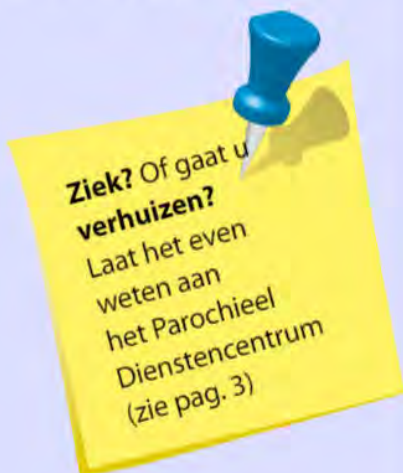 Ziek? Of gaat u
verhuizen?
Laat het even
weten aan
het Parochieel
Dienstencentrum
(zie pag. 3)